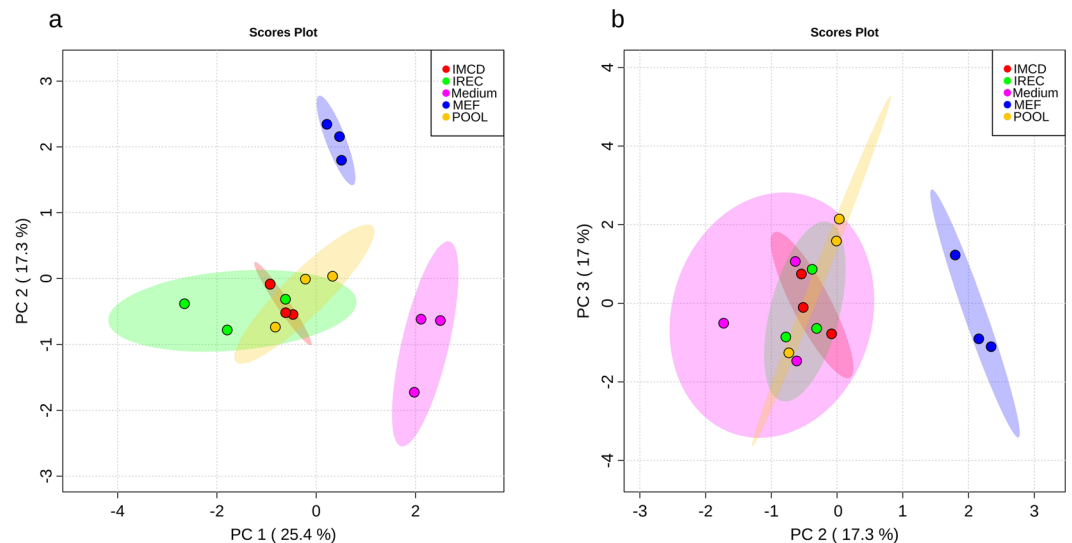 a
Scores Plot
IMCD
IREC
Medium
MEF
POOL
3
2
1
0
-1
-2
-3
PC 2 ( 17.3 %)
-4
-2
0
2
PC 1 ( 25.4 %)
b
Scores Plot
IMCD
IREC
Medium
MEF
POOL
4
4
2
0
-2
-4
PC 3 ( 17 %)
-3
-2
-1
0
1
2
3
PC 2 ( 17.3 %)